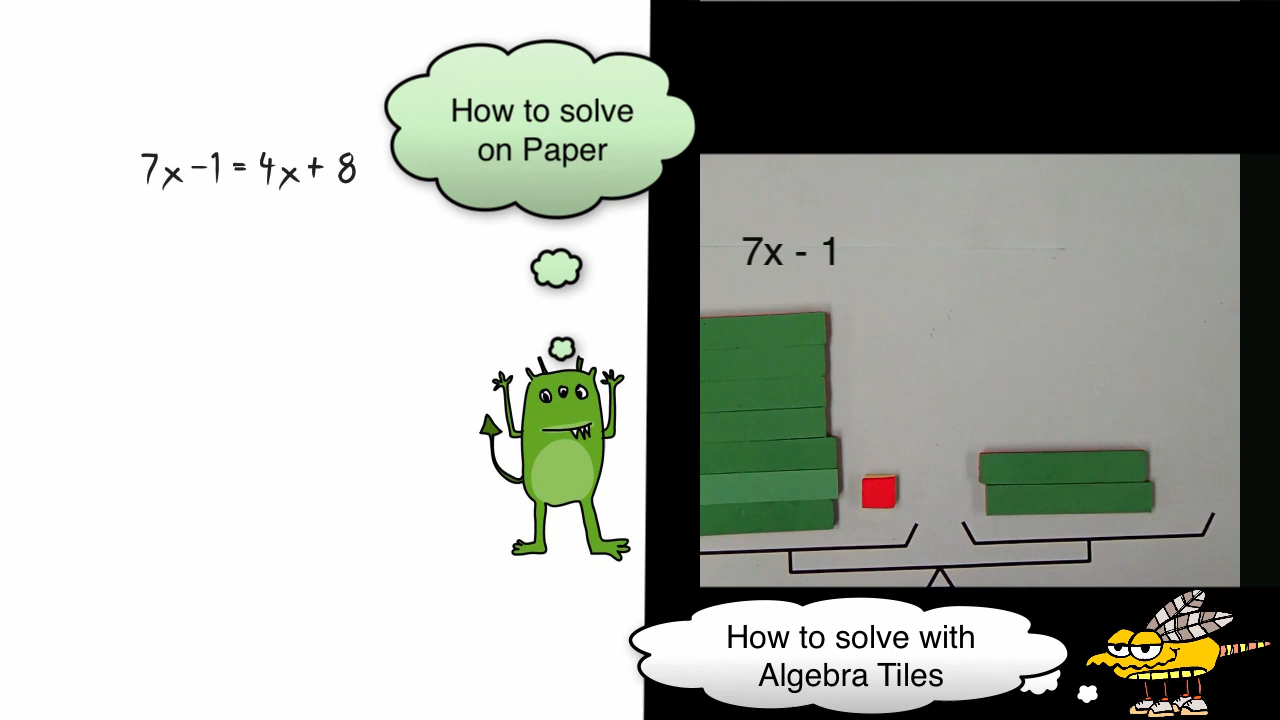 How to solve
on Paper
7x-1=4x+8
7x - 1
How to solve with
Algebra Tiles